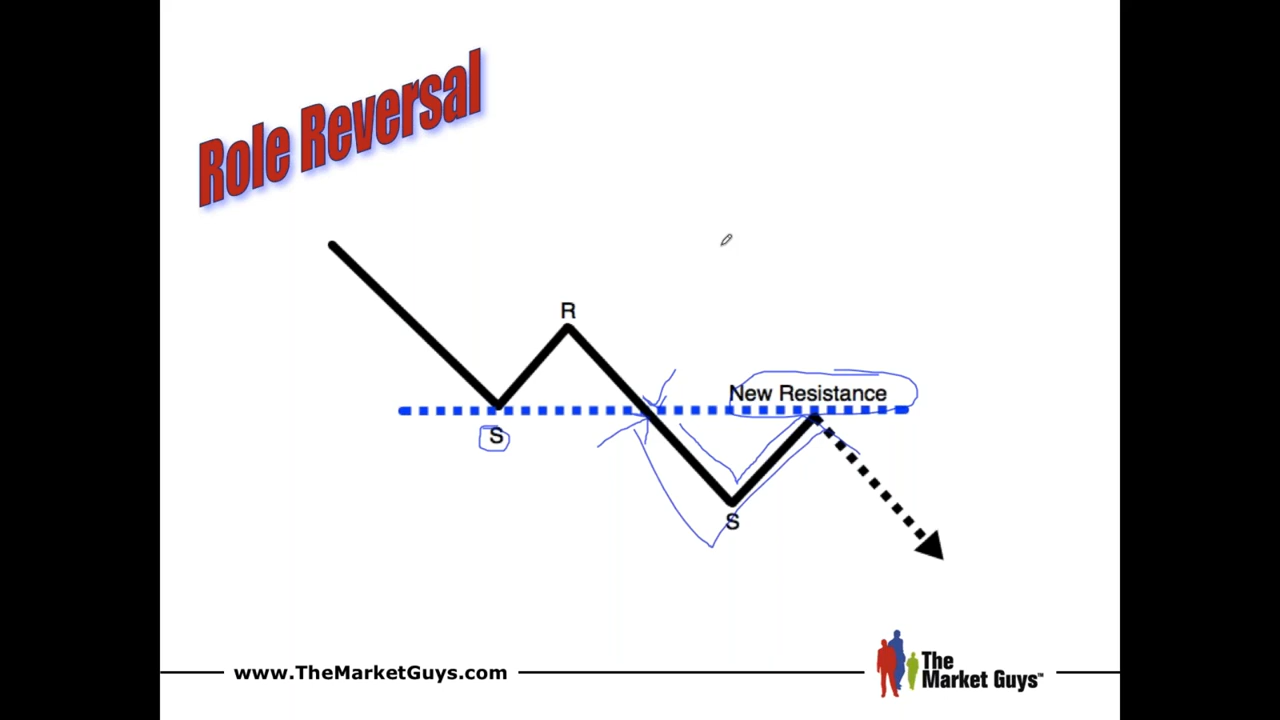 Role Reversal
R
New Resistance
S
S
www.TheMarketGuys.com
The
Market Guys™